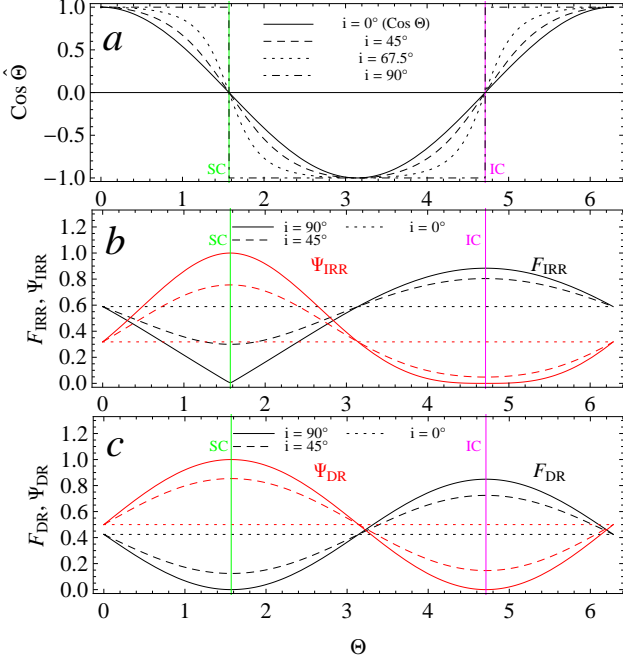 a
i = 0° (Cos Θ)
i = 45°
i = 67.5°
i = 90°
Cos Θ̂
1.0
0.5
0.0
−0.5
−1.0
SC
IC
0 1 2 3 4 5 6
b
i = 90° i = 0°
i = 45°
SC
IC
Ψ_IRR
F_IRR
F_IRR, Ψ_IRR
1.2
1.0
0.8
0.6
0.4
0.2
0.0
0 1 2 3 4 5 6
c
i = 90° i = 0°
i = 45°
SC
IC
Ψ_DR
F_DR
F_DR, Ψ_DR
1.2
1.0
0.8
0.6
0.4
0.2
0.0
0 1 2 3 4 5 6
Θ